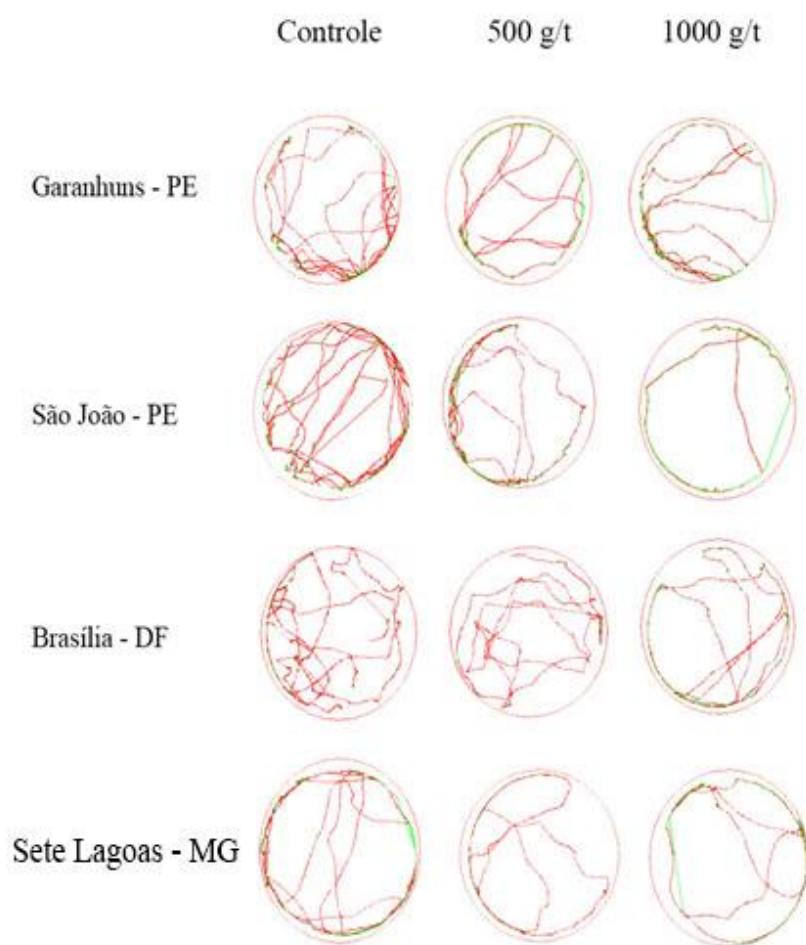 Controle 500 g/t 1000 g/t
Garanhuns - PE
São João - PE
Brasília - DF
Sete Lagoas - MG